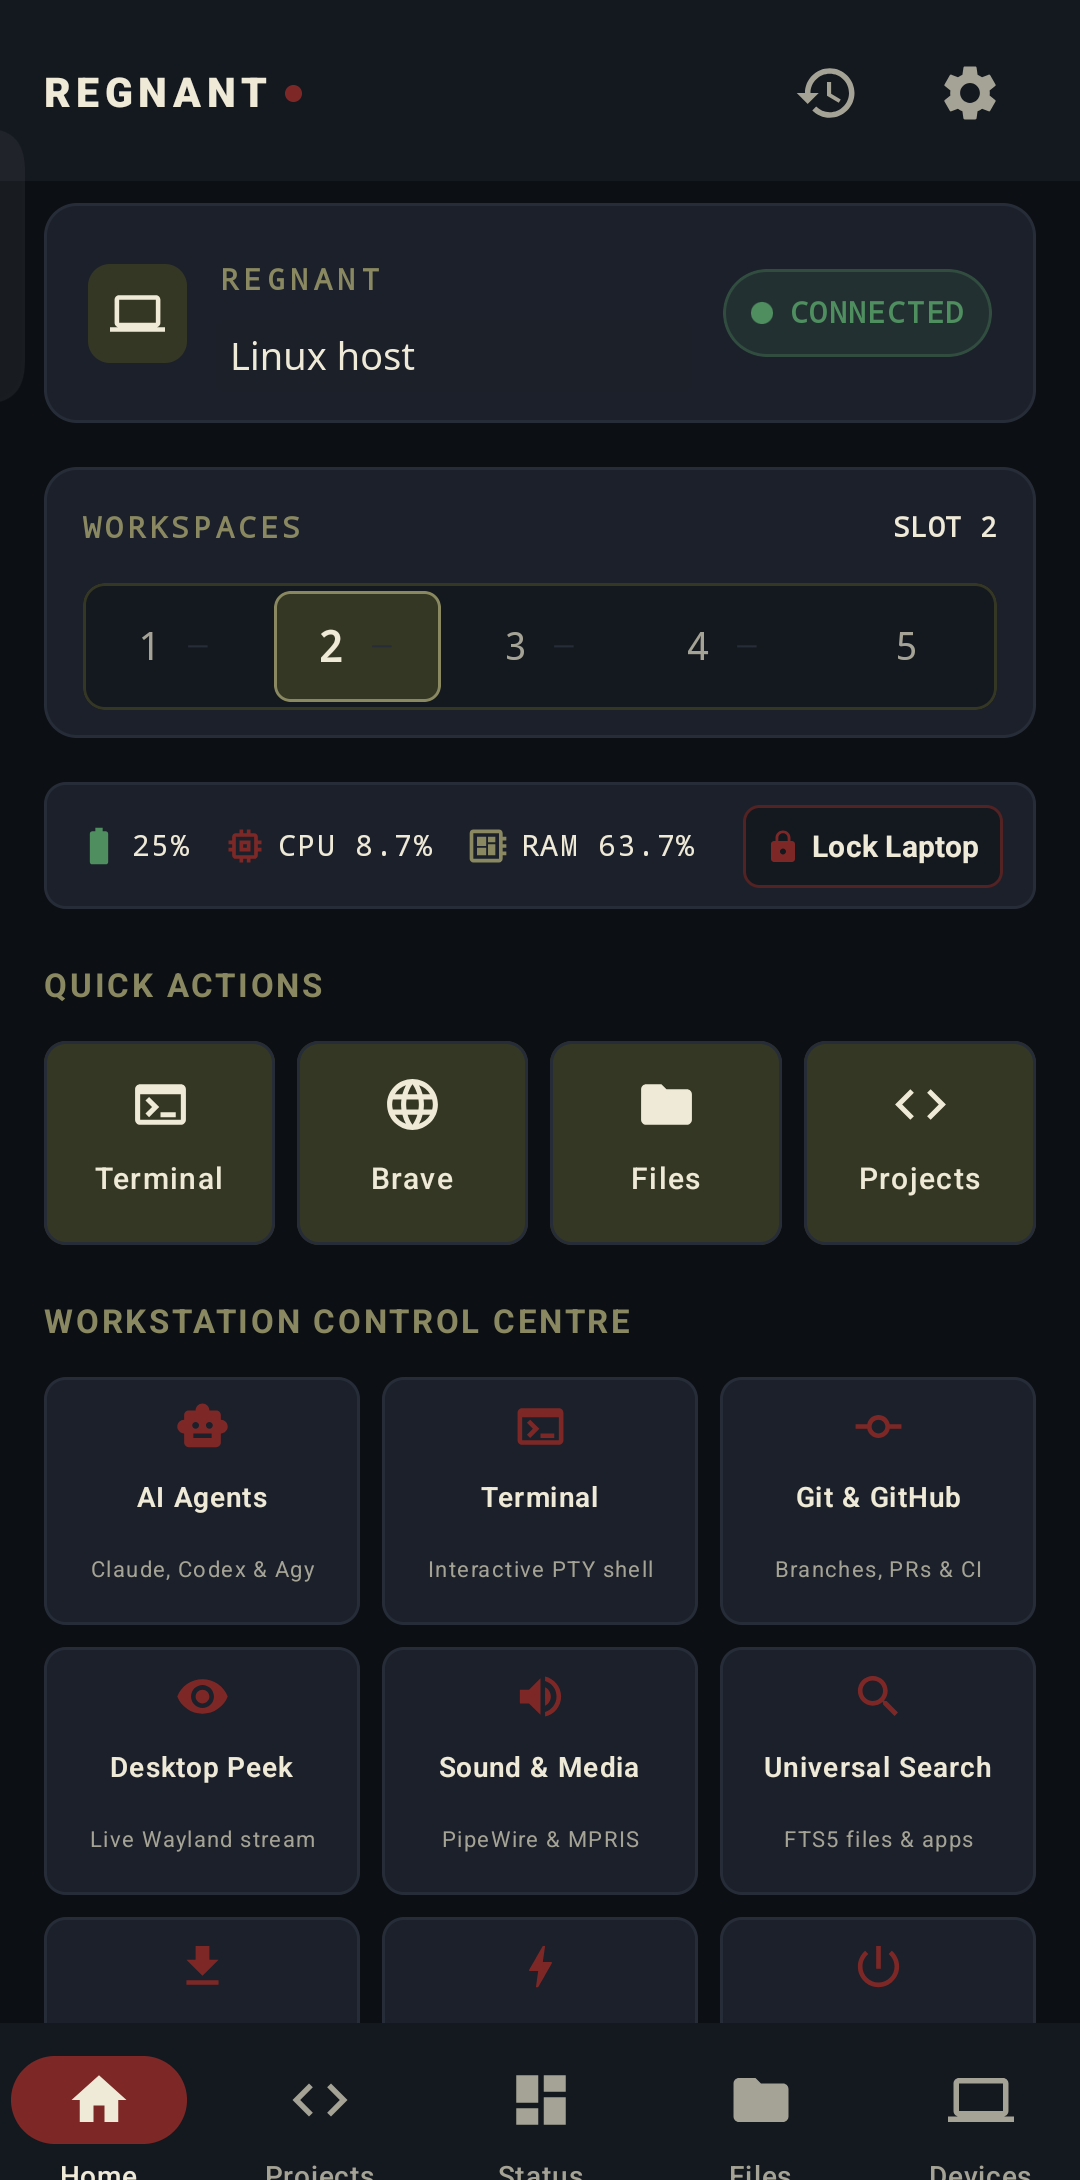 REGNANT
REGNANT
Linux host
CONNECTED
WORKSPACES
SLOT 2
1 — 2 — 3 — 4 — 5
25% CPU 8.7% RAM 63.7% Lock Laptop
QUICK ACTIONS
Terminal Brave Files Projects
WORKSTATION CONTROL CENTRE
AI Agents Terminal Git & GitHub
Claude, Codex & Agy Interactive PTY shell Branches, PRs & CI
Desktop Peek Sound & Media Universal Search
Live Wayland stream PipeWire & MPRIS FTS5 files & apps
Home Projects Status Files Devices